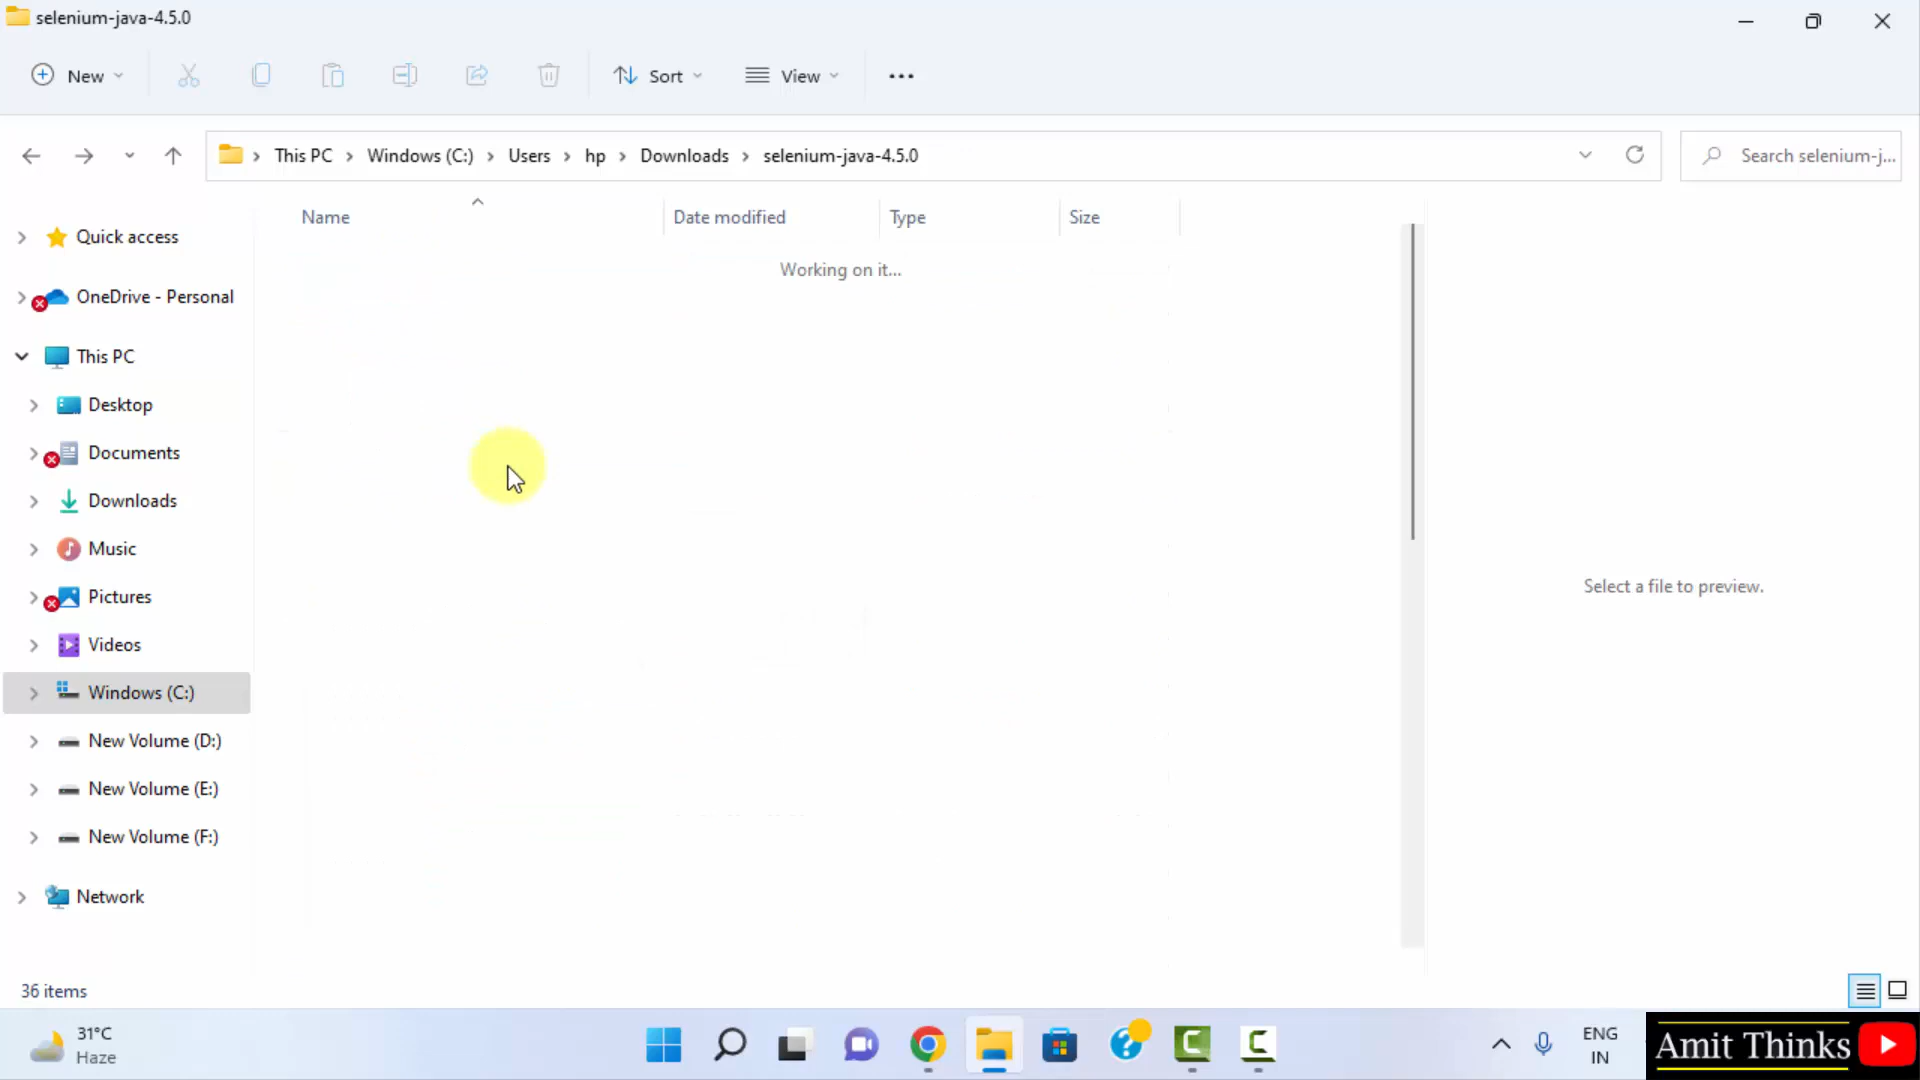 selenium-java-4.5.0
New
Sort
View
This PC
Windows (C:)
Users
hp
Downloads
selenium-java-4.5.0
Search selenium-j...
Name
Date modified
Type
Size
Working on it...
Quick access
OneDrive - Personal
This PC
Desktop
Documents
Downloads
Music
Pictures
Videos
Windows (C:)
New Volume (D:)
New Volume (E:)
New Volume (F:)
Network
Select a file to preview.
36 items
31°C
Haze
ENG
IN
Amit Thinks